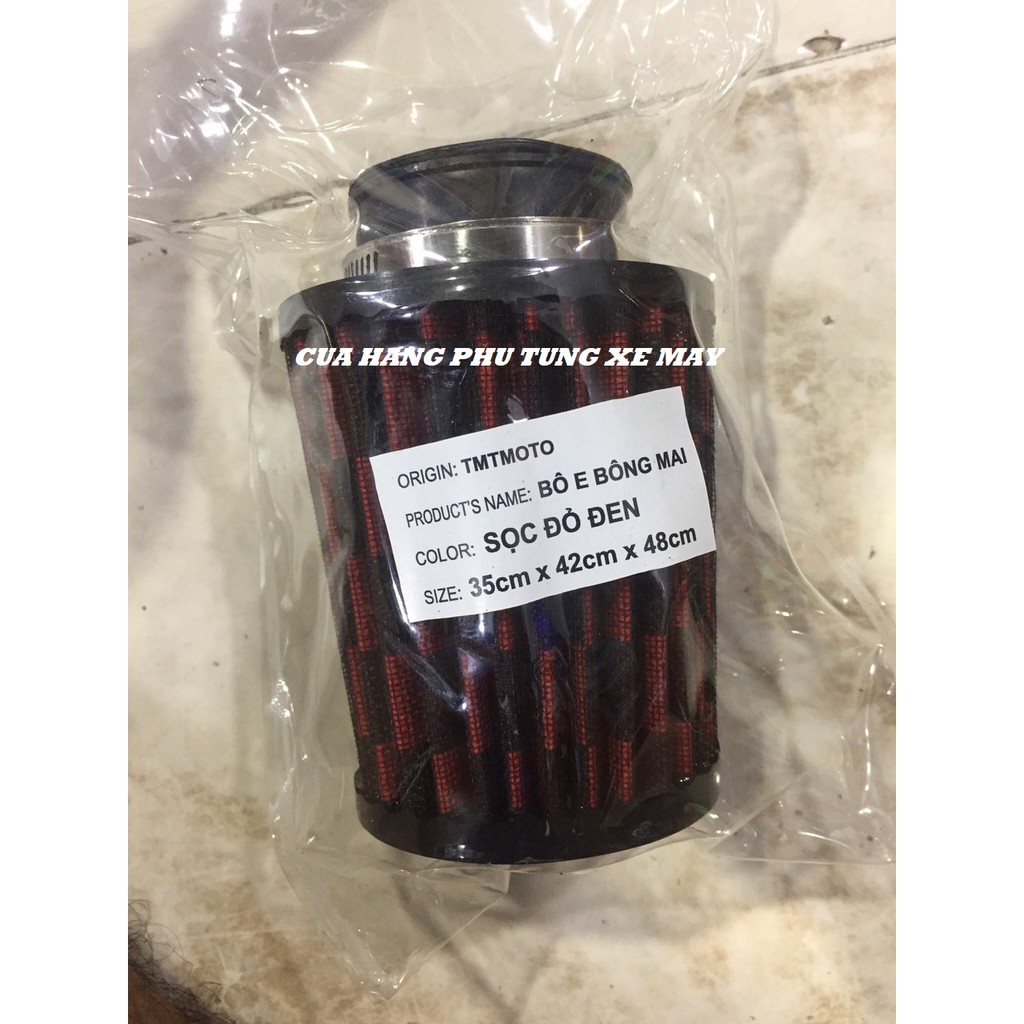 CUA HANG PHU TUNG XE MAY
ORIGIN: TMTMOTO
PRODUCT'S NAME: BÔ E BÔNG MAI
COLOR: SỌC ĐỎ ĐEN
SIZE: 35cm x 42cm x 48cm